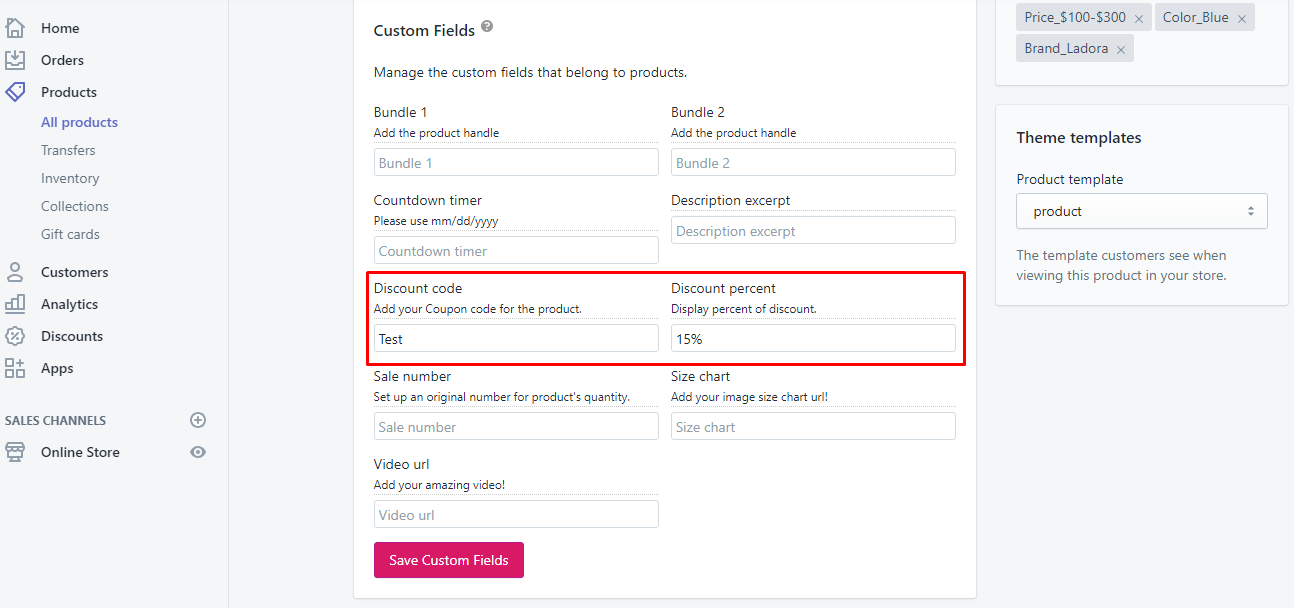 Home
Orders
Products
All products
Transfers
Inventory
Collections
Gift cards
Customers
Analytics
Discounts
Apps
SALES CHANNELS
Online Store
Custom Fields ?
Manage the custom fields that belong to products.
Bundle 1
Add the product handle
Bundle 1
Bundle 2
Add the product handle
Bundle 2
Countdown timer
Please use mm/dd/yyyy
Countdown timer
Description excerpt
Description excerpt
Discount code
Add your Coupon code for the product.
Test
Discount percent
Display percent of discount.
15%
Sale number
Set up an original number for product's quantity.
Sale number
Size chart
Add your image size chart url!
Size chart
Video url
Add your amazing video!
Video url
Save Custom Fields
Price_$100-$300 × Color_Blue ×
Brand_Ladora ×
Theme templates
Product template
product
The template customers see when
viewing this product in your store.